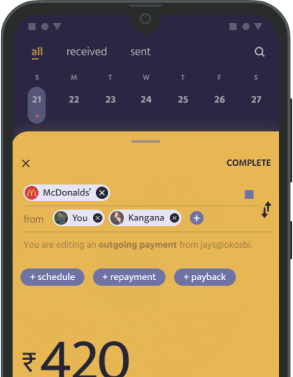 all received sent
S M T W T F S
21 22 23 24 25 26 27
× COMPLETE
McDonalds' ×
from You × Kangana × +
You are editing an outgoing payment from jays@okosbi.
+ schedule + repayment + payback
₹420